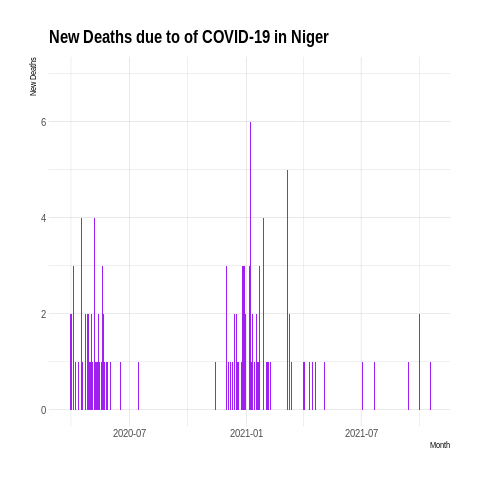 New Deaths due to of COVID-19 in Niger
New Deaths
6
4
2
0
2020-07 2021-01 2021-07
Month